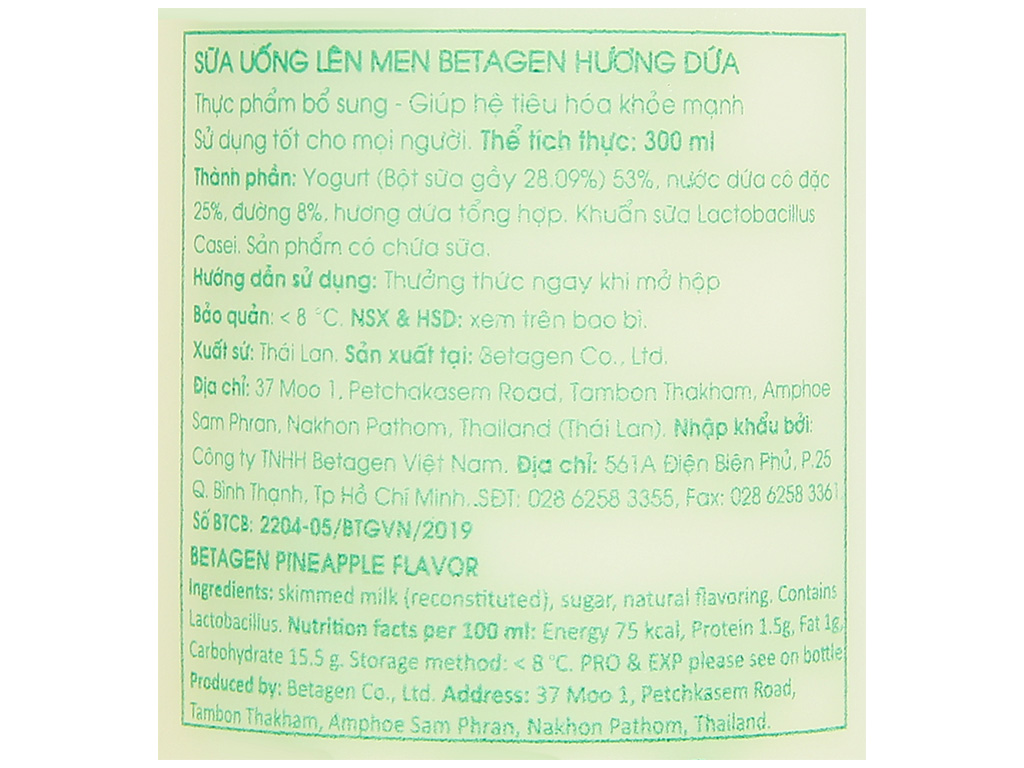 SỮA UỐNG LÊN MEN BETAGEN HƯƠNG DỨA
Thực phẩm bổ sung - Giúp hệ tiêu hóa khỏe mạnh
Sử dụng tốt cho mọi người. Thể tích thực: 300 ml
Thành phần: Yogurt (Bột sữa gầy 28.09%) 53%, nước dứa cô đặc
25%, đường 8%, hương dứa tổng hợp. Khuẩn sữa Lactobacillus
Casei. Sản phẩm có chứa sữa.
Hướng dẫn sử dụng: Thưởng thức ngay khi mở hộp
Bảo quản: < 8 °C. NSX & HSD: xem trên bao bì.
Xuất sứ: Thái Lan. Sản xuất tại: Betagen Co., Ltd.
Địa chỉ: 37 Moo 1, Petchakasem Road, Tambon Thakham, Amphoe
Sam Phran, Nakhon Pathom, Thailand (Thái Lan). Nhập khẩu bởi:
Công ty TNHH Betagen Việt Nam. Địa chỉ: 561A Điện Biên Phủ, P.25
Q. Bình Thạnh, Tp Hồ Chí Minh..SĐT: 028 6258 3355, Fax: 028 6258 3361
Số BTCB: 2204-05/BTGVN/2019
BETAGEN PINEAPPLE FLAVOR
Ingredients: skimmed milk (reconstituted), sugar, natural flavoring. Contains
Lactobacillus. Nutrition facts per 100 ml: Energy 75 kcal, Protein 1.5g, Fat 1g,
Carbohydrate 15.5 g. Storage method: < 8 °C. PRO & EXP please see on bottle
Produced by: Betagen Co., Ltd. Address: 37 Moo 1, Petchkasem Road,
Tambon Thakham, Amphoe Sam Phran, Nakhon Pathom, Thailand.